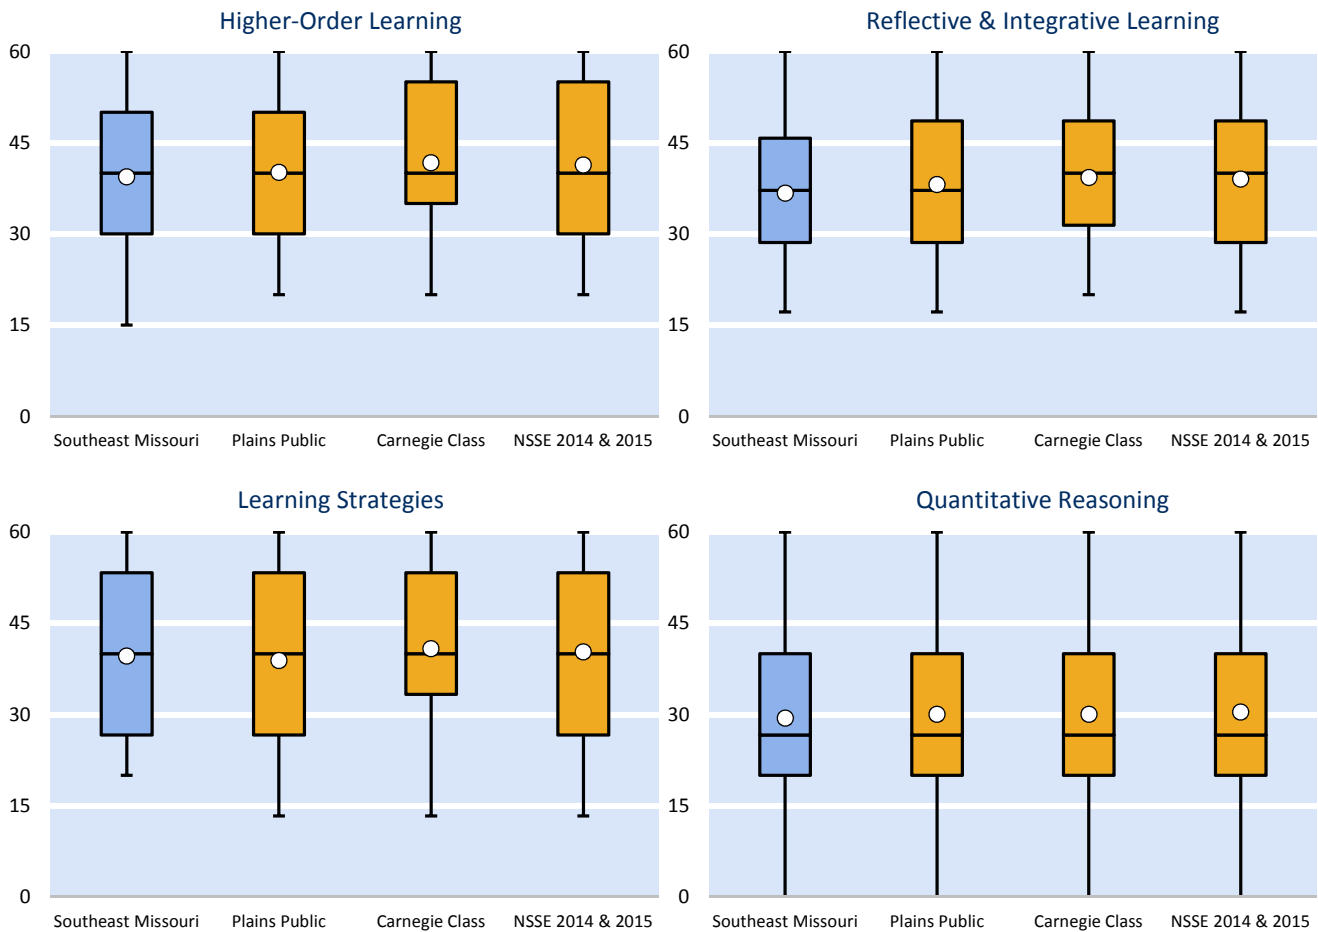 Higher-Order Learning
60
45
30
15
0
Southeast Missouri Plains Public Carnegie Class NSSE 2014 & 2015
Reflective & Integrative Learning
60
45
30
15
0
Southeast Missouri Plains Public Carnegie Class NSSE 2014 & 2015
Learning Strategies
60
45
30
15
0
Southeast Missouri Plains Public Carnegie Class NSSE 2014 & 2015
Quantitative Reasoning
60
45
30
15
0
Southeast Missouri Plains Public Carnegie Class NSSE 2014 & 2015